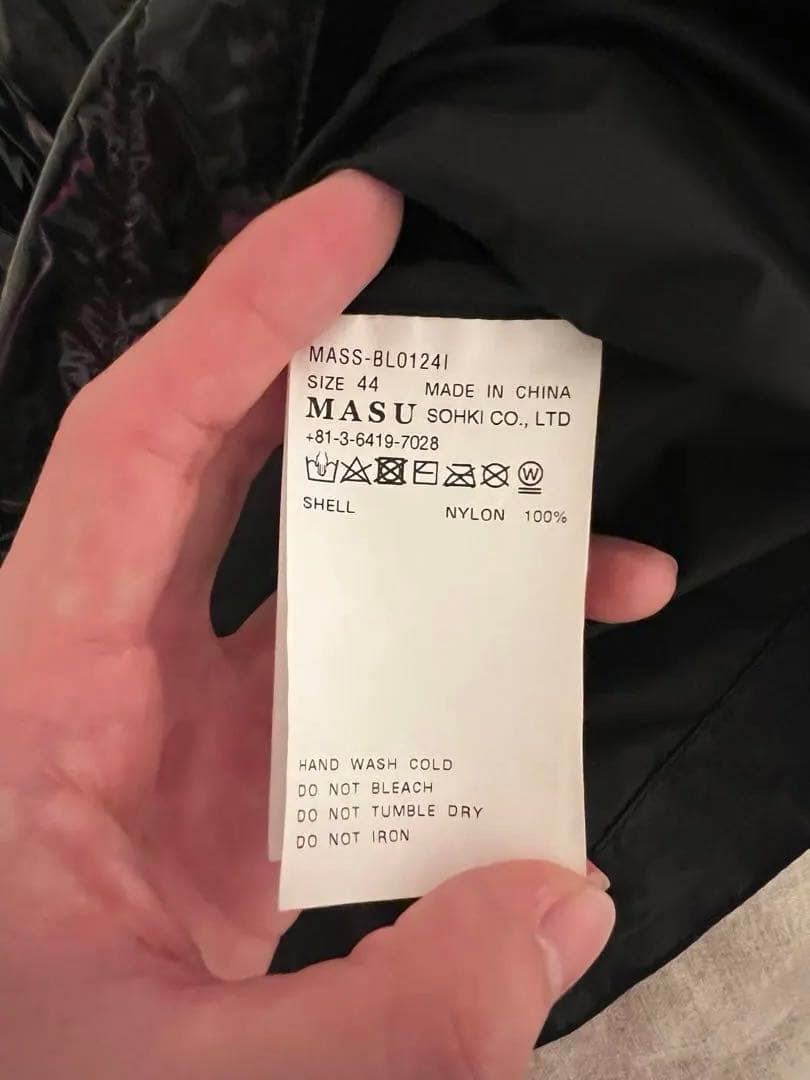 MASS-BL0124I
SIZE 44 MADE IN CHINA
MASU SOHKI CO., LTD
+81-3-6419-7028
W
SHELL NYLON 100%
HAND WASH COLD
DO NOT BLEACH
DO NOT TUMBLE DRY
DO NOT IRON